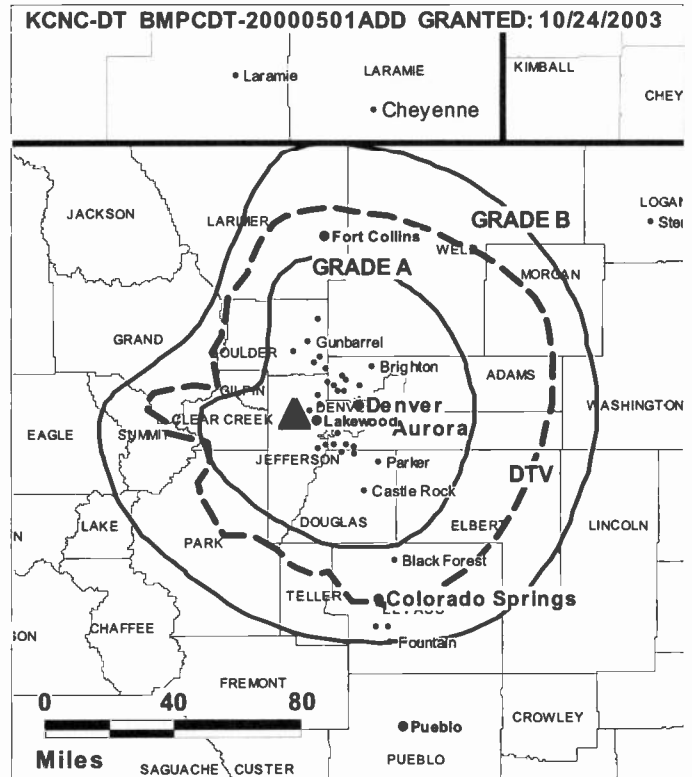 KCNC-DT BMPCDT-20000501ADD GRANTED: 10/24/2003
KIMBALL
LARAMIE
Laramie
CHEY
Cheyenne
LOGAN
JACKSON
LARIMER
GRADE B
Ster
Fort Collins
WELD
GRADE A
MORGAN
GRAND
Gunbarrel
BOULDER
Brighton
ADAMS
GILPIN
DENVER
Denver
WASHINGTON
CLEAR CREEK
Lakewood
Aurora
EAGLE
SUMMIT
JEFFERSON
Parker
DTV
Castle Rock
LAKE
DOUGLAS
ELBERT
LINCOLN
PARK
Black Forest
TELLER
Colorado Springs
EL PASO
CHAFFEE
SON
Fountain
FREMONT
0 40 80
CROWLEY
Pueblo
Miles
PUEBLO
SAGUACHE CUSTER